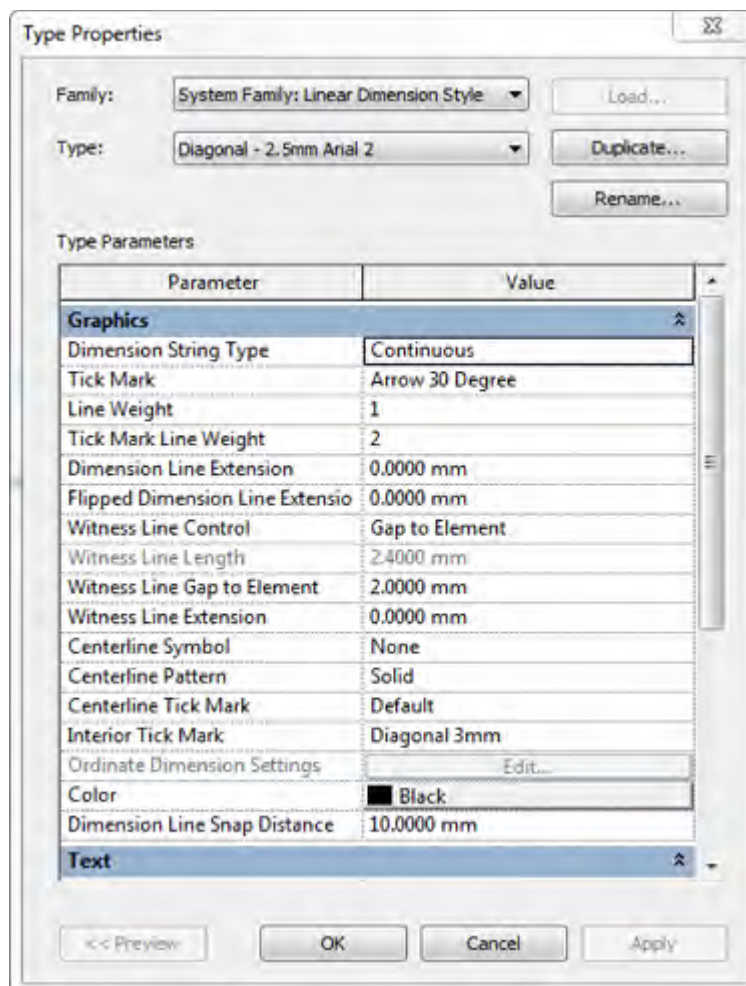 Type Properties
Family: System Family: Linear Dimension Style Load...
Type: Diagonal - 2.5mm Arial 2 Duplicate...
Rename...
Type Parameters
Parameter Value
Graphics
Dimension String Type Continuous
Tick Mark Arrow 30 Degree
Line Weight 1
Tick Mark Line Weight 2
Dimension Line Extension 0.0000 mm
Flipped Dimension Line Extensio 0.0000 mm
Witness Line Control Gap to Element
Witness Line Length 2.4000 mm
Witness Line Gap to Element 2.0000 mm
Witness Line Extension 0.0000 mm
Centerline Symbol None
Centerline Pattern Solid
Centerline Tick Mark Default
Interior Tick Mark Diagonal 3mm
Ordinate Dimension Settings Edit...
Color Black
Dimension Line Snap Distance 10.0000 mm
Text
<< Preview OK Cancel Apply